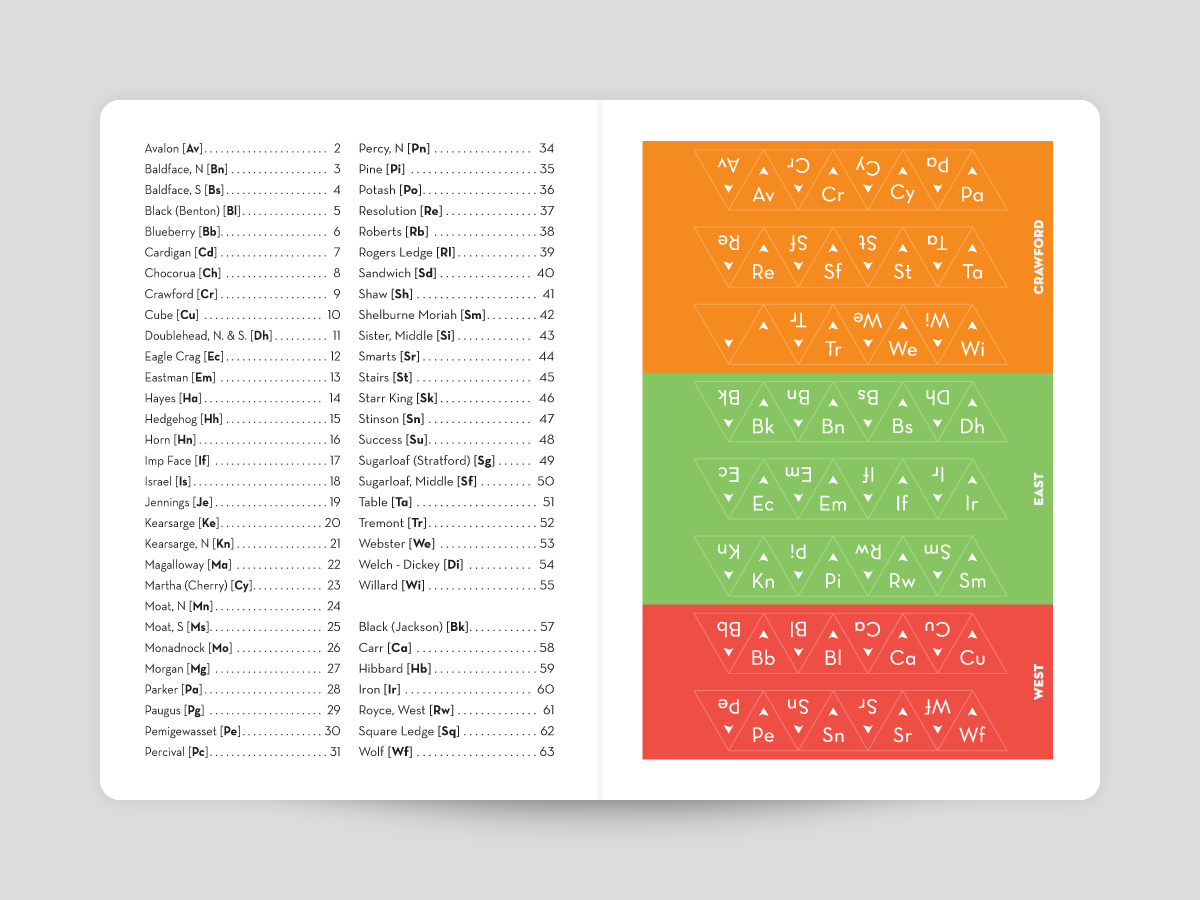 Avalon [Av]..................... 2
Baldface, N [Bn] ................ 3
Baldface, S [Bs]................. 4
Black (Benton) [Bl].............. 5
Blueberry [Bb].................. 6
Cardigan [Cd] .................. 7
Chocorua [Ch] ................. 8
Crawford [Cr] .................. 9
Cube [Cu] .................... 10
Doublehead, N. & S. [Dh]......... 11
Eagle Crag [Ec] ................ 12
Eastman [Em] ................. 13
Hayes [Ha] ................... 14
Hedgehog [Hh] ................ 15
Horn [Hn] ..................... 16
Imp Face [If] .................. 17
Israel [Is] ...................... 18
Jennings [Je] .................. 19
Kearsarge [Ke].................. 20
Kearsarge, N [Kn] ............... 21
Magalloway [Ma] ............... 22
Martha (Cherry) [Cy]............ 23
Moat, N [Mn] .................. 24
Moat, S [Ms]................... 25
Monadnock [Mo] ............... 26
Morgan [Mg] .................. 27
Parker [Pa].................... 28
Paugus [Pg] ................... 29
Pemigewasset [Pe].............. 30
Percival [Pc].................... 31
Percy, N [Pn] ................. 34
Pine [Pi] ..................... 35
Potash [Po]................... 36
Resolution [Re] ............... 37
Roberts [Rb] ................. 38
Rogers Ledge [Rl].............. 39
Sandwich [Sd] ................ 40
Shaw [Sh] .................... 41
Shelburne Moriah [Sm]......... 42
Sister, Middle [Si] ............. 43
Smarts [Sr] ................... 44
Stairs [St] .................... 45
Starr King [Sk] ................ 46
Stinson [Sn] .................. 47
Success [Su].................. 48
Sugarloaf (Stratford) [Sg] ...... 49
Sugarloaf, Middle [Sf] ......... 50
Table [Ta] .................... 51
Tremont [Tr].................. 52
Webster [We] ................. 53
Welch - Dickey [Di] ........... 54
Willard [Wi] .................. 55
Black (Jackson) [Bk]............ 57
Carr [Ca] .................... 58
Hibbard [Hb] ................. 59
Iron [Ir] ..................... 60
Royce, West [Rw] .............. 61
Square Ledge [Sq] ............. 62
Wolf [Wf] .................... 63
CRAWFORD
Av Cr Cy Pa
Av Cr Cy Pa
Re Sf St Ta
Re Sf St Ta
Tr We Wi
Tr We Wi
EAST
Bk Bn Bs Dh
Bk Bn Bs Dh
Ec Em If Ir
Ec Em If Ir
Kn Pi Rw Sm
Kn Pi Rw Sm
WEST
Bb Bl Ca Cu
Bb Bl Ca Cu
Pe Sn Sr Wf
Pe Sn Sr Wf